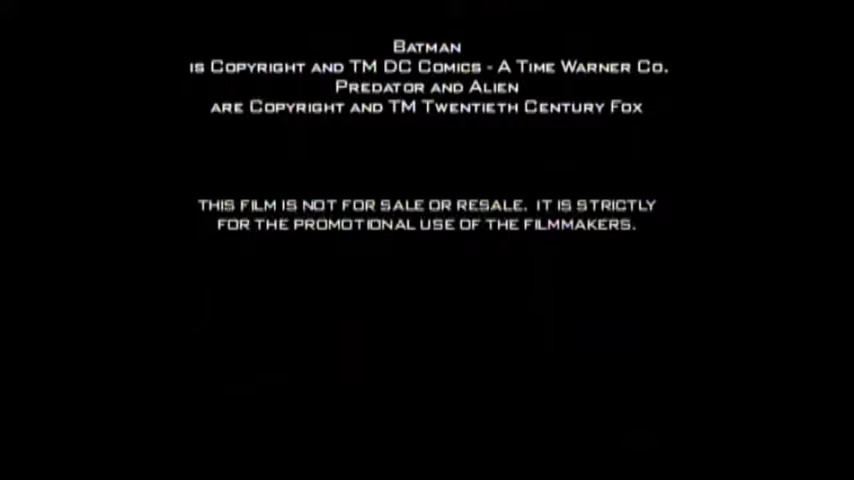 BATMAN
IS COPYRIGHT AND TM DC COMICS - A TIME WARNER CO.
PREDATOR AND ALIEN
ARE COPYRIGHT AND TM TWENTIETH CENTURY FOX
THIS FILM IS NOT FOR SALE OR RESALE. IT IS STRICTLY
FOR THE PROMOTIONAL USE OF THE FILMMAKERS.